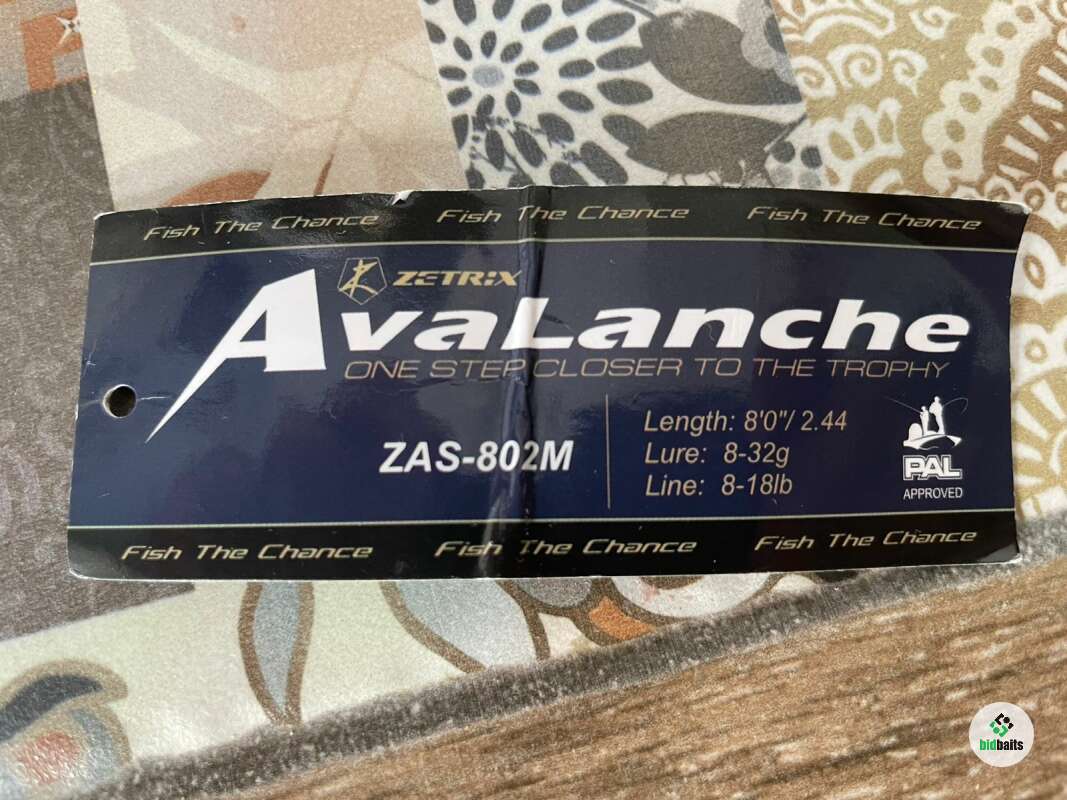 Fish The Chance Fish The Chance Fish The Chance
ZETRIX
AvaLanche
ONE STEP CLOSER TO THE TROPHY
ZAS-802M
Length: 8'0"/ 2.44
Lure: 8-32g
Line: 8-18lb
PAL
APPROVED
Fish The Chance Fish The Chance Fish The Chance
bidbaits